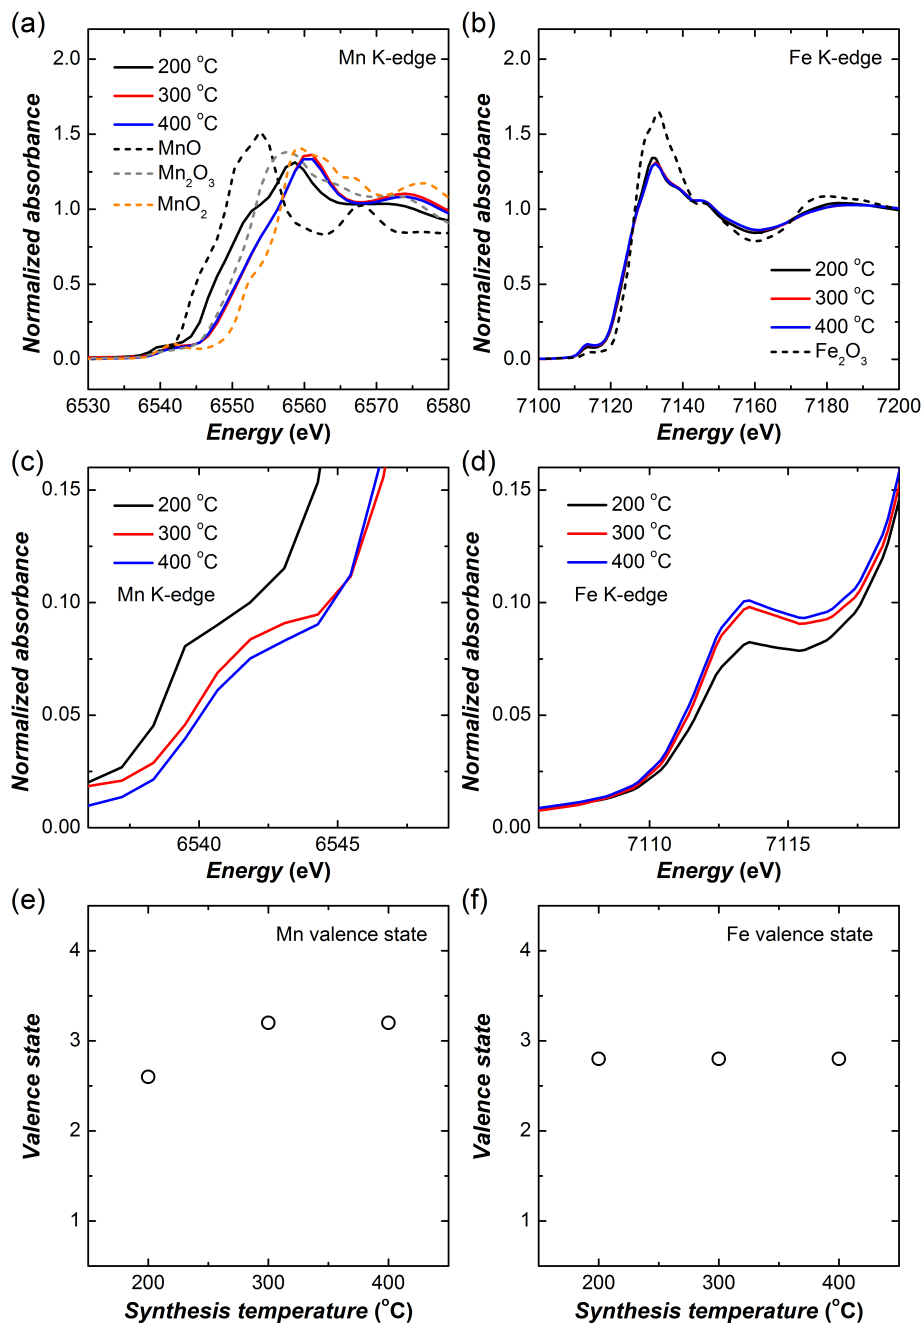 (a)
Mn K-edge
200 °C
300 °C
400 °C
MnO
Mn₂O₃
MnO₂
Normalized absorbance
2.0
1.5
1.0
0.5
0.0
6530 6540 6550 6560 6570 6580
Energy (eV)
(b)
Fe K-edge
200 °C
300 °C
400 °C
Fe₂O₃
Normalized absorbance
2.0
1.5
1.0
0.5
0.0
7100 7120 7140 7160 7180 7200
Energy (eV)
(c)
200 °C
300 °C
400 °C
Mn K-edge
Normalized absorbance
0.15
0.10
0.05
0.00
6540 6545
Energy (eV)
(d)
200 °C
300 °C
400 °C
Fe K-edge
Normalized absorbance
0.15
0.10
0.05
0.00
7110 7115
Energy (eV)
(e)
Mn valence state
Valence state
4
3
2
1
200 300 400
Synthesis temperature (°C)
(f)
Fe valence state
Valence state
4
3
2
1
200 300 400
Synthesis temperature (°C)